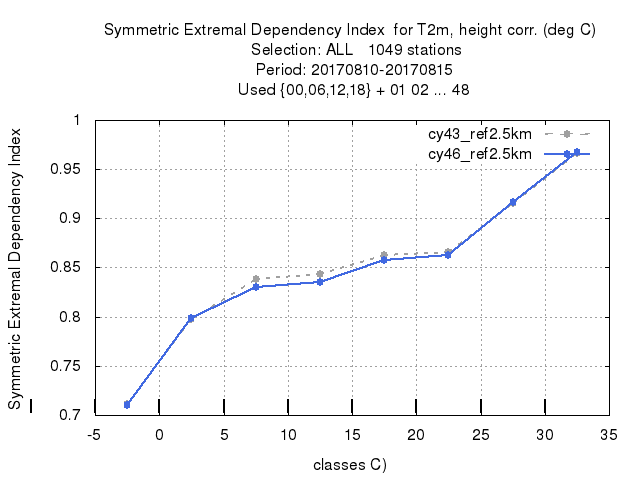 Symmetric Extremal Dependency Index  for T2m, height corr. (deg C)
Selection: ALL   1049 stations
Period: 20170810-20170815
Used {00,06,12,18} + 01 02 ... 48
Symmetric Extremal Dependency Index
1
0.95
0.9
0.85
0.8
0.75
0.7
cy43_ref2.5km
cy46_ref2.5km
-5 0 5 10 15 20 25 30 35
classes C)